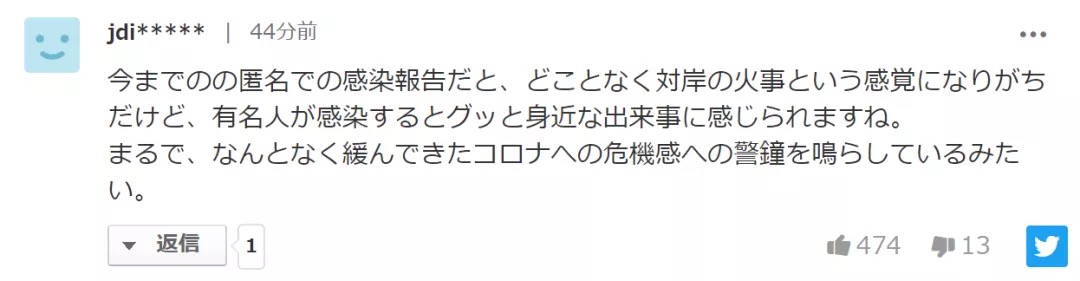 jdi***** | 44分前
今までのの匿名での感染報告だと、どことなく対岸の火事という感覚になりがち
だけど、有名人が感染するとグッと身近な出来事に感じられますね。
まるで、なんとなく緩んできたコロナへの危機感への警鐘を鳴らしているみた
い。
返信 1 474 13